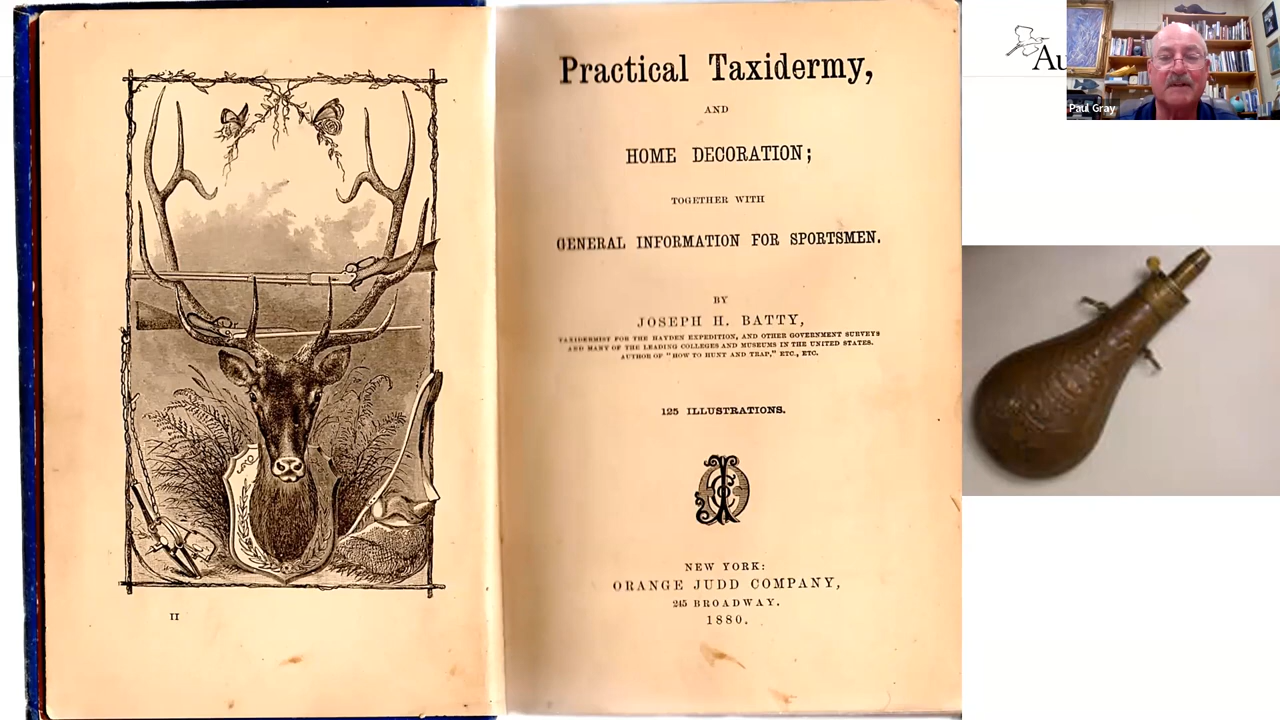 II
Practical Taxidermy,
AND
HOME DECORATION;
TOGETHER WITH
GENERAL INFORMATION FOR SPORTSMEN.
BY
JOSEPH H. BATTY,
TAXIDERMIST FOR THE HAYDEN EXPEDITION, AND OTHER GOVERNMENT SURVEYS
AND MANY OF THE LEADING COLLEGES AND MUSEUMS IN THE UNITED STATES.
AUTHOR OF "HOW TO HUNT AND TRAP," ETC., ETC.
125 ILLUSTRATIONS.
NEW YORK:
ORANGE JUDD COMPANY,
245 BROADWAY.
1880.
Au
Paul Gray